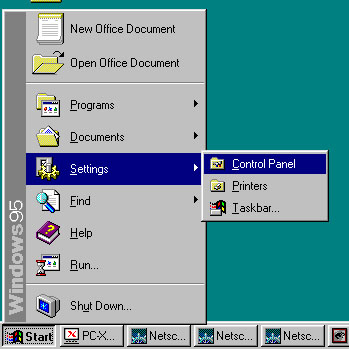 New Office Document
Open Office Document
Programs
Documents
Settings
Control Panel
Printers
Taskbar...
Find
Help
Run...
Shut Down...
Windows95
Start
PC-X...
Netsc...
Netsc...
Netsc...